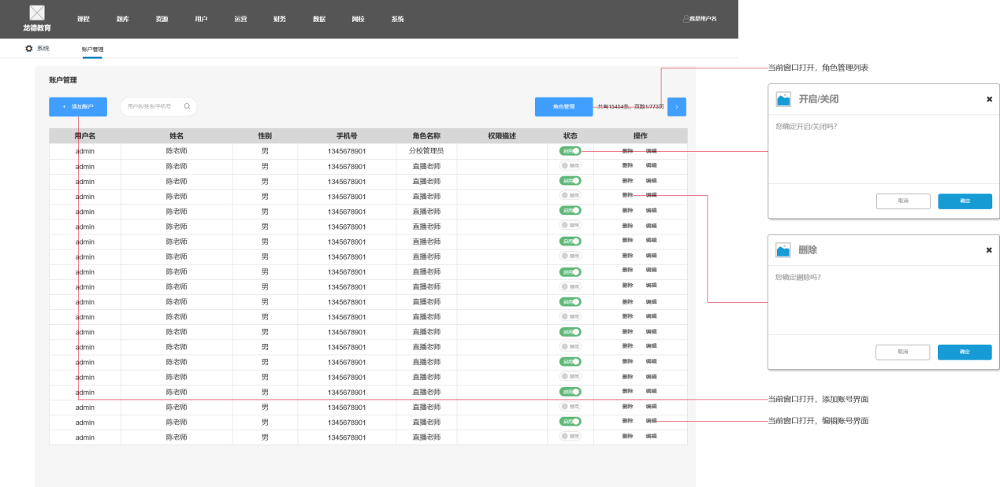 龙德教育
课程 题库 资源 用户 运营 财务 数据 网校 系统 我是用户名
系统 账户管理
账户管理
+ 添加账户 用户名/姓名/手机号 角色管理 共有15454条，页数1/773页 >
用户名 姓名 性别 手机号 角色名称 权限描述 状态 操作
admin 陈老师 男 1345678901 分校管理员 启用 删除 编辑
admin 陈老师 男 1345678901 直播老师 禁用 删除 编辑
admin 陈老师 男 1345678901 直播老师 启用 删除 编辑
admin 陈老师 男 1345678901 直播老师 禁用 删除 编辑
admin 陈老师 男 1345678901 直播老师 启用 删除 编辑
admin 陈老师 男 1345678901 直播老师 禁用 删除 编辑
admin 陈老师 男 1345678901 直播老师 启用 删除 编辑
admin 陈老师 男 1345678901 直播老师 禁用 删除 编辑
admin 陈老师 男 1345678901 直播老师 启用 删除 编辑
admin 陈老师 男 1345678901 直播老师 禁用 删除 编辑
admin 陈老师 男 1345678901 直播老师 启用 删除 编辑
admin 陈老师 男 1345678901 直播老师 禁用 删除 编辑
admin 陈老师 男 1345678901 直播老师 启用 删除 编辑
admin 陈老师 男 1345678901 直播老师 禁用 删除 编辑
admin 陈老师 男 1345678901 直播老师 启用 删除 编辑
admin 陈老师 男 1345678901 直播老师 禁用 删除 编辑
admin 陈老师 男 1345678901 直播老师 启用 删除 编辑
admin 陈老师 男 1345678901 直播老师 禁用 删除 编辑
admin 陈老师 男 1345678901 直播老师 启用 删除 编辑
admin 陈老师 男 1345678901 直播老师 禁用 删除 编辑
当前窗口打开，角色管理列表
开启/关闭
您确定开启/关闭吗?
取消 确定
删除
您确定删除吗?
取消 确定
当前窗口打开，添加账号界面
当前窗口打开，编辑账号界面